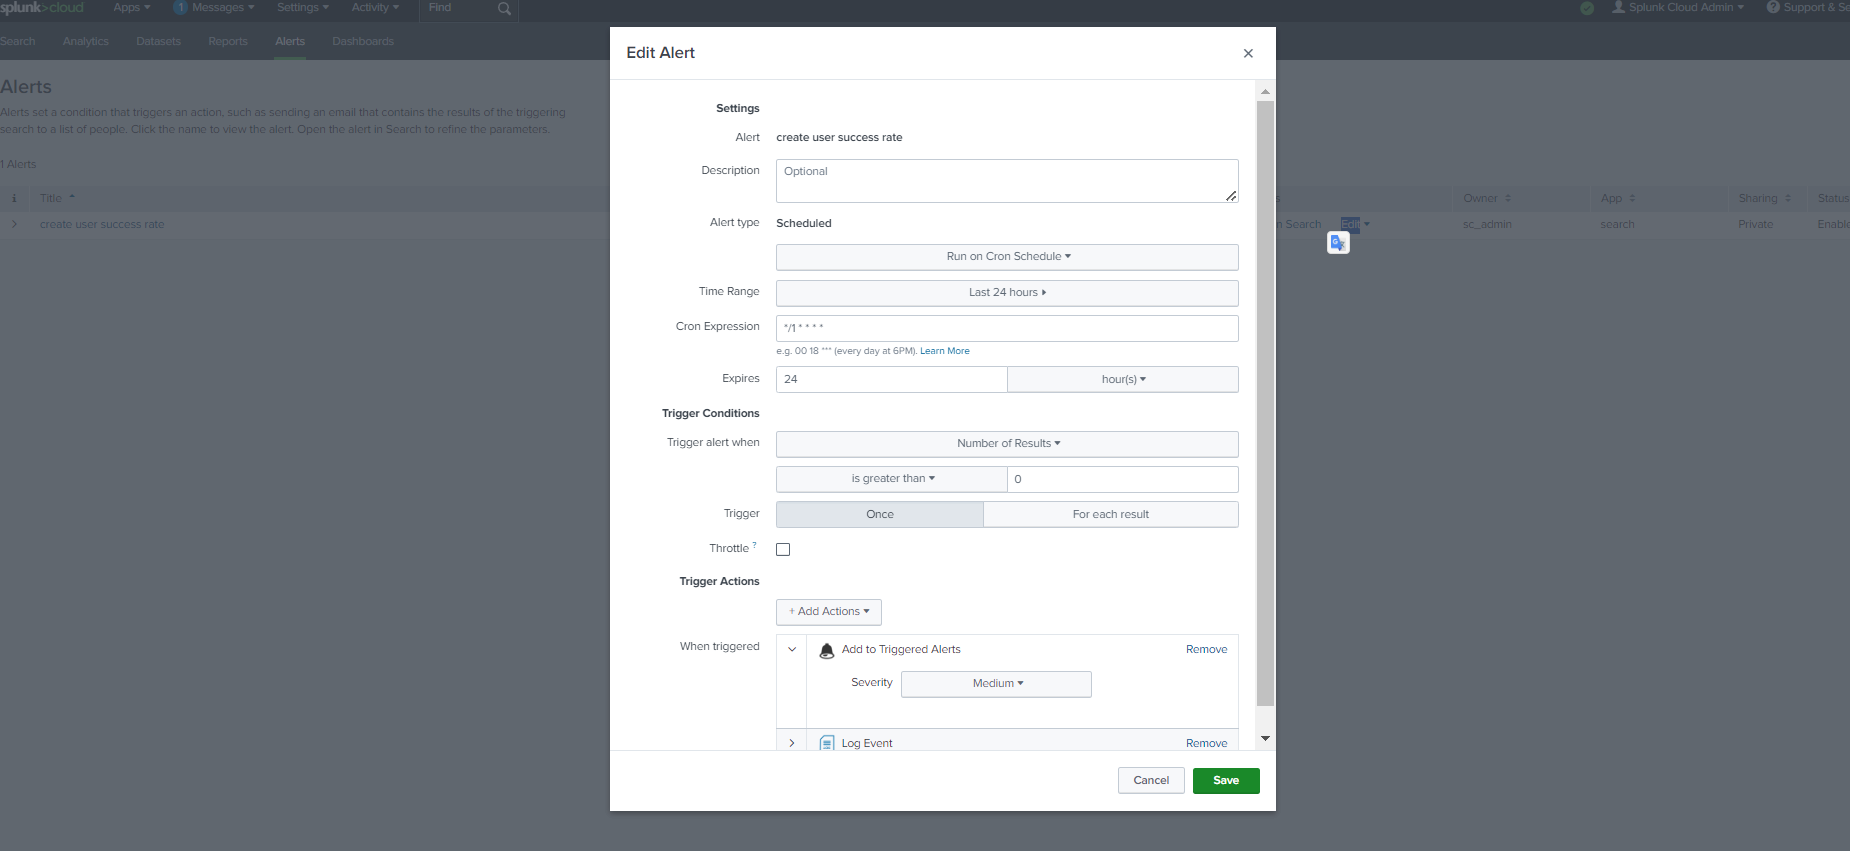 splunk>cloud Apps 1 Messages Settings Activity Find Splunk Cloud Admin Support & Se
Search Analytics Datasets Reports Alerts Dashboards
Alerts
Alerts set a condition that triggers an action, such as sending an email that contains the results of the triggering
search to a list of people. Click the name to view the alert. Open the alert in Search to refine the parameters.
1 Alerts
i Title s Owner App Sharing Status
create user success rate n Search Edit sc_admin search Private Enable
Edit Alert
Settings
Alert create user success rate
Description Optional
Alert type Scheduled
Run on Cron Schedule
Time Range Last 24 hours
Cron Expression */1 * * * *
e.g. 00 18 *** (every day at 6PM). Learn More
Expires 24 hour(s)
Trigger Conditions
Trigger alert when Number of Results
is greater than 0
Trigger Once For each result
Throttle ?
Trigger Actions
+ Add Actions
When triggered Add to Triggered Alerts Remove
Severity Medium
Log Event Remove
Cancel Save